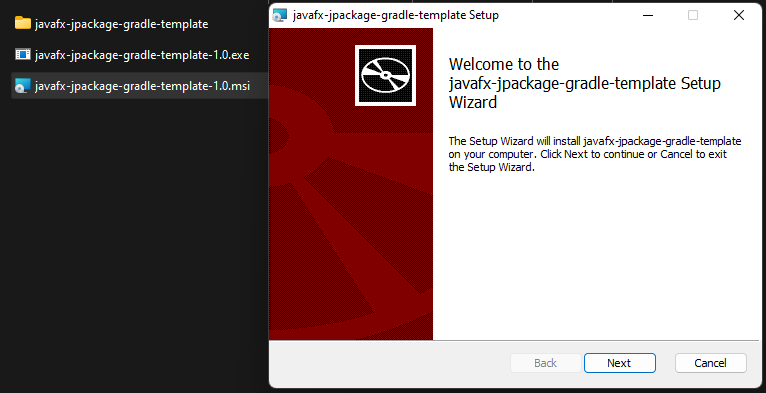 javafx-jpackage-gradle-template
javafx-jpackage-gradle-template-1.0.exe
javafx-jpackage-gradle-template-1.0.msi
javafx-jpackage-gradle-template Setup
Welcome to the
javafx-jpackage-gradle-template Setup
Wizard
The Setup Wizard will install javafx-jpackage-gradle-template
on your computer. Click Next to continue or Cancel to exit
the Setup Wizard.
Back
Next
Cancel